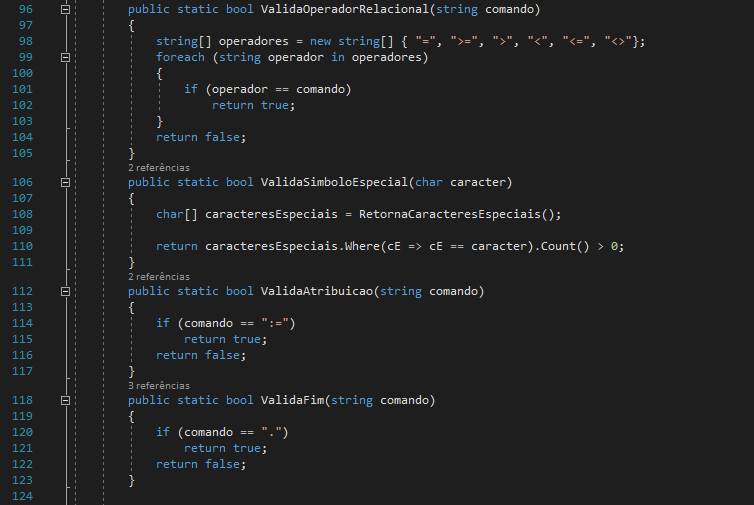 96 public static bool ValidaOperadorRelacional(string comando)
97 {
98 string[] operadores = new string[] { "=", ">=", ">", "<", "<=", "<>"};
99 foreach (string operador in operadores)
100 {
101 if (operador == comando)
102 return true;
103 }
104 return false;
105 }
2 referências
106 public static bool ValidaSimboloEspecial(char caracter)
107 {
108 char[] caracteresEspeciais = RetornaCaracteresEspeciais();
109
110 return caracteresEspeciais.Where(cE => cE == caracter).Count() > 0;
111 }
2 referências
112 public static bool ValidaAtribuicao(string comando)
113 {
114 if (comando == ":=")
115 return true;
116 return false;
117 }
3 referências
118 public static bool ValidaFim(string comando)
119 {
120 if (comando == ".")
121 return true;
122 return false;
123 }
124